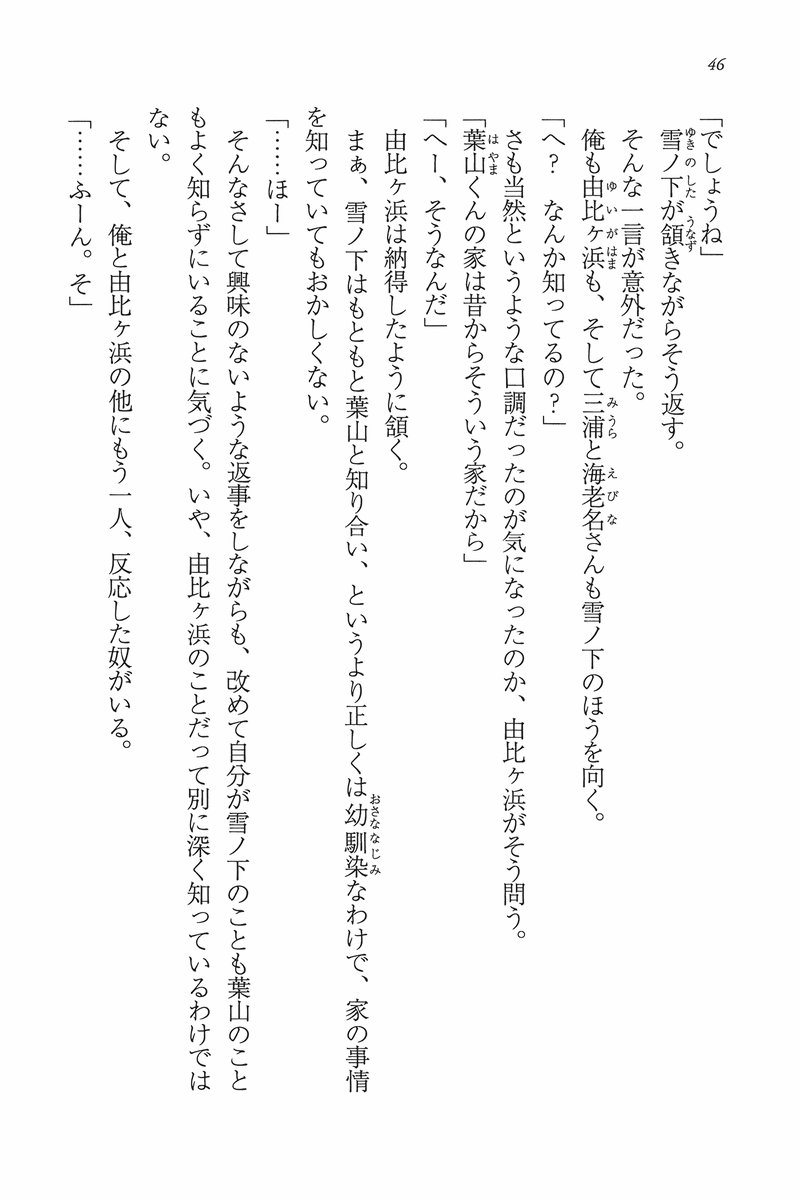 46
「でしょうね」
雪ノ下が頷きながらそう返す。
そんな一言が意外だった。
俺も由比ヶ浜も、そして三浦と海老名さんも雪ノ下のほうを向く。
「へ？　なんか知ってるの？」
さも当然というような口調だったのが気になったのか、由比ヶ浜がそう問う。
「葉山くんの家は昔からそういう家だから」
「へー、そうなんだ」
由比ヶ浜は納得したように頷く。
まぁ、雪ノ下はもともと葉山と知り合い、というより正しくは幼馴染なわけで、家の事情
を知っていてもおかしくない。
「……ほー」
そんなさして興味のないような返事をしながらも、改めて自分が雪ノ下のことも葉山のこと
もよく知らずにいることに気づく。いや、由比ヶ浜のことだって別に深く知っているわけでは
ない。
そして、俺と由比ヶ浜の他にもう一人、反応した奴がいる。
「……ふーん。そ」